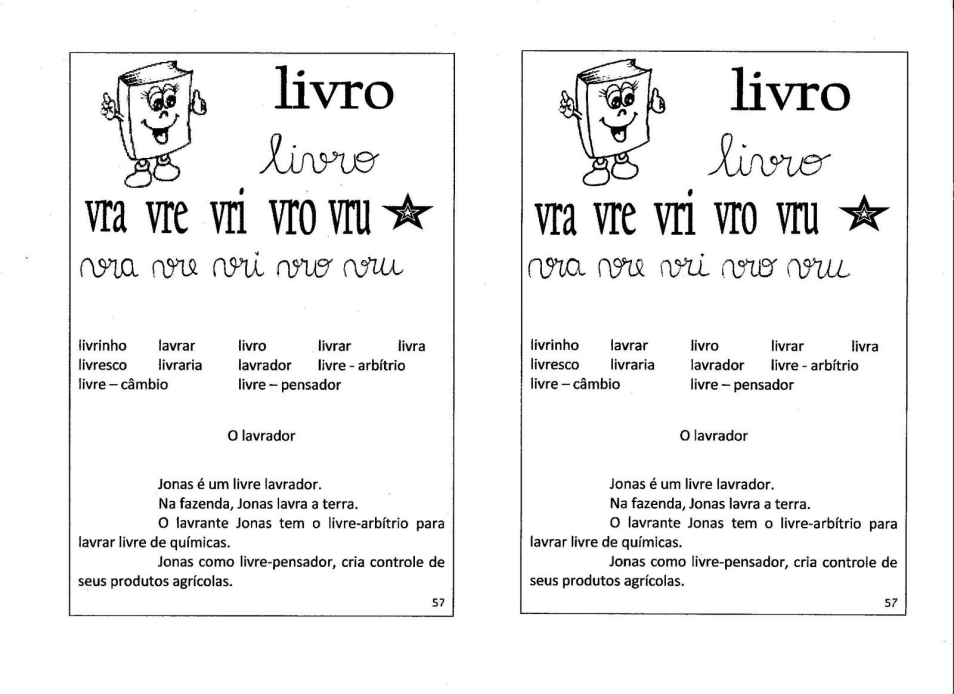 livro
livro
vra vre vri vro vru
vra vre vri vro vru
livrinho lavrar livro livrar livra
livresco livraria lavrador livre - arbítrio
livre – câmbio livre – pensador
O lavrador
Jonas é um livre lavrador.
Na fazenda, Jonas lavra a terra.
O lavrante Jonas tem o livre-arbítrio para
lavrar livre de químicas.
Jonas como livre-pensador, cria controle de
seus produtos agrícolas.
57
livro
livro
vra vre vri vro vru
vra vre vri vro vru
livrinho lavrar livro livrar livra
livresco livraria lavrador livre - arbítrio
livre – câmbio livre – pensador
O lavrador
Jonas é um livre lavrador.
Na fazenda, Jonas lavra a terra.
O lavrante Jonas tem o livre-arbítrio para
lavrar livre de químicas.
Jonas como livre-pensador, cria controle de
seus produtos agrícolas.
57